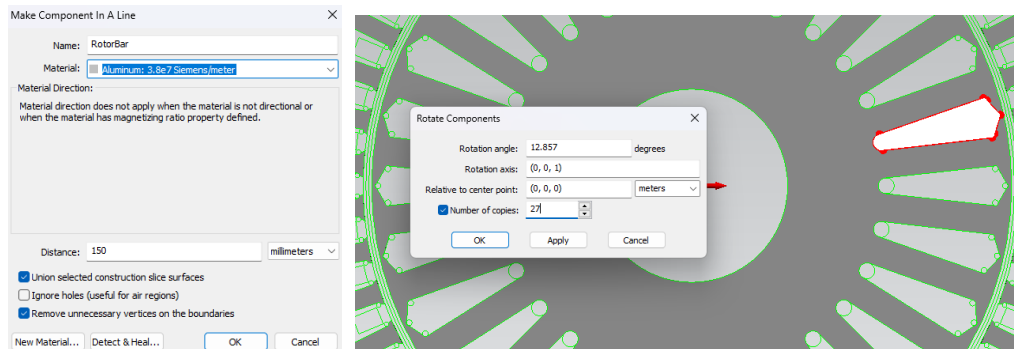 Make Component In A Line
Name: RotorBar
Material: Aluminum: 3.8e7 Siemens/meter
Material Direction:
Material direction does not apply when the material is not directional or
when the material has magnetizing ratio property defined.
Distance: 150 millimeters
Union selected construction slice surfaces
Ignore holes (useful for air regions)
Remove unnecessary vertices on the boundaries
New Material... Detect & Heal... OK Cancel
Rotate Components
Rotation angle: 12.857 degrees
Rotation axis: (0, 0, 1)
Relative to center point: (0, 0, 0) meters
Number of copies: 27
OK Apply Cancel